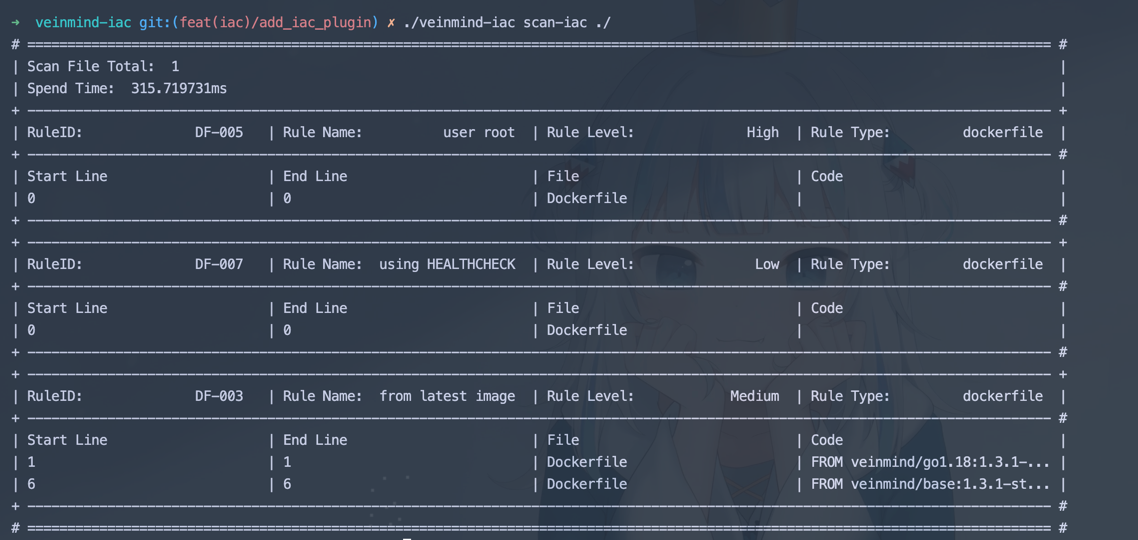 ➜ veinmind-iac git:(feat(iac)/add_iac_plugin) ✗ ./veinmind-iac scan-iac ./
# ================================================================ #
| Scan File Total: 1 |
| Spend Time: 315.719731ms |
+ ---------------------------------------------------------------- +
| RuleID: DF-005 | Rule Name: user root | Rule Level: High | Rule Type: dockerfile |
+ ---------------------------------------------------------------- #
| Start Line | End Line | File | Code |
| 0 | 0 | Dockerfile | |
+ ---------------------------------------------------------------- #
+ ---------------------------------------------------------------- +
| RuleID: DF-007 | Rule Name: using HEALTHCHECK | Rule Level: Low | Rule Type: dockerfile |
+ ---------------------------------------------------------------- #
| Start Line | End Line | File | Code |
| 0 | 0 | Dockerfile | |
+ ---------------------------------------------------------------- #
+ ---------------------------------------------------------------- +
| RuleID: DF-003 | Rule Name: from latest image | Rule Level: Medium | Rule Type: dockerfile |
+ ---------------------------------------------------------------- #
| Start Line | End Line | File | Code |
| 1 | 1 | Dockerfile | FROM veinmind/go1.18:1.3.1-... |
| 6 | 6 | Dockerfile | FROM veinmind/base:1.3.1-st... |
+ ---------------------------------------------------------------- #
# ================================================================ #